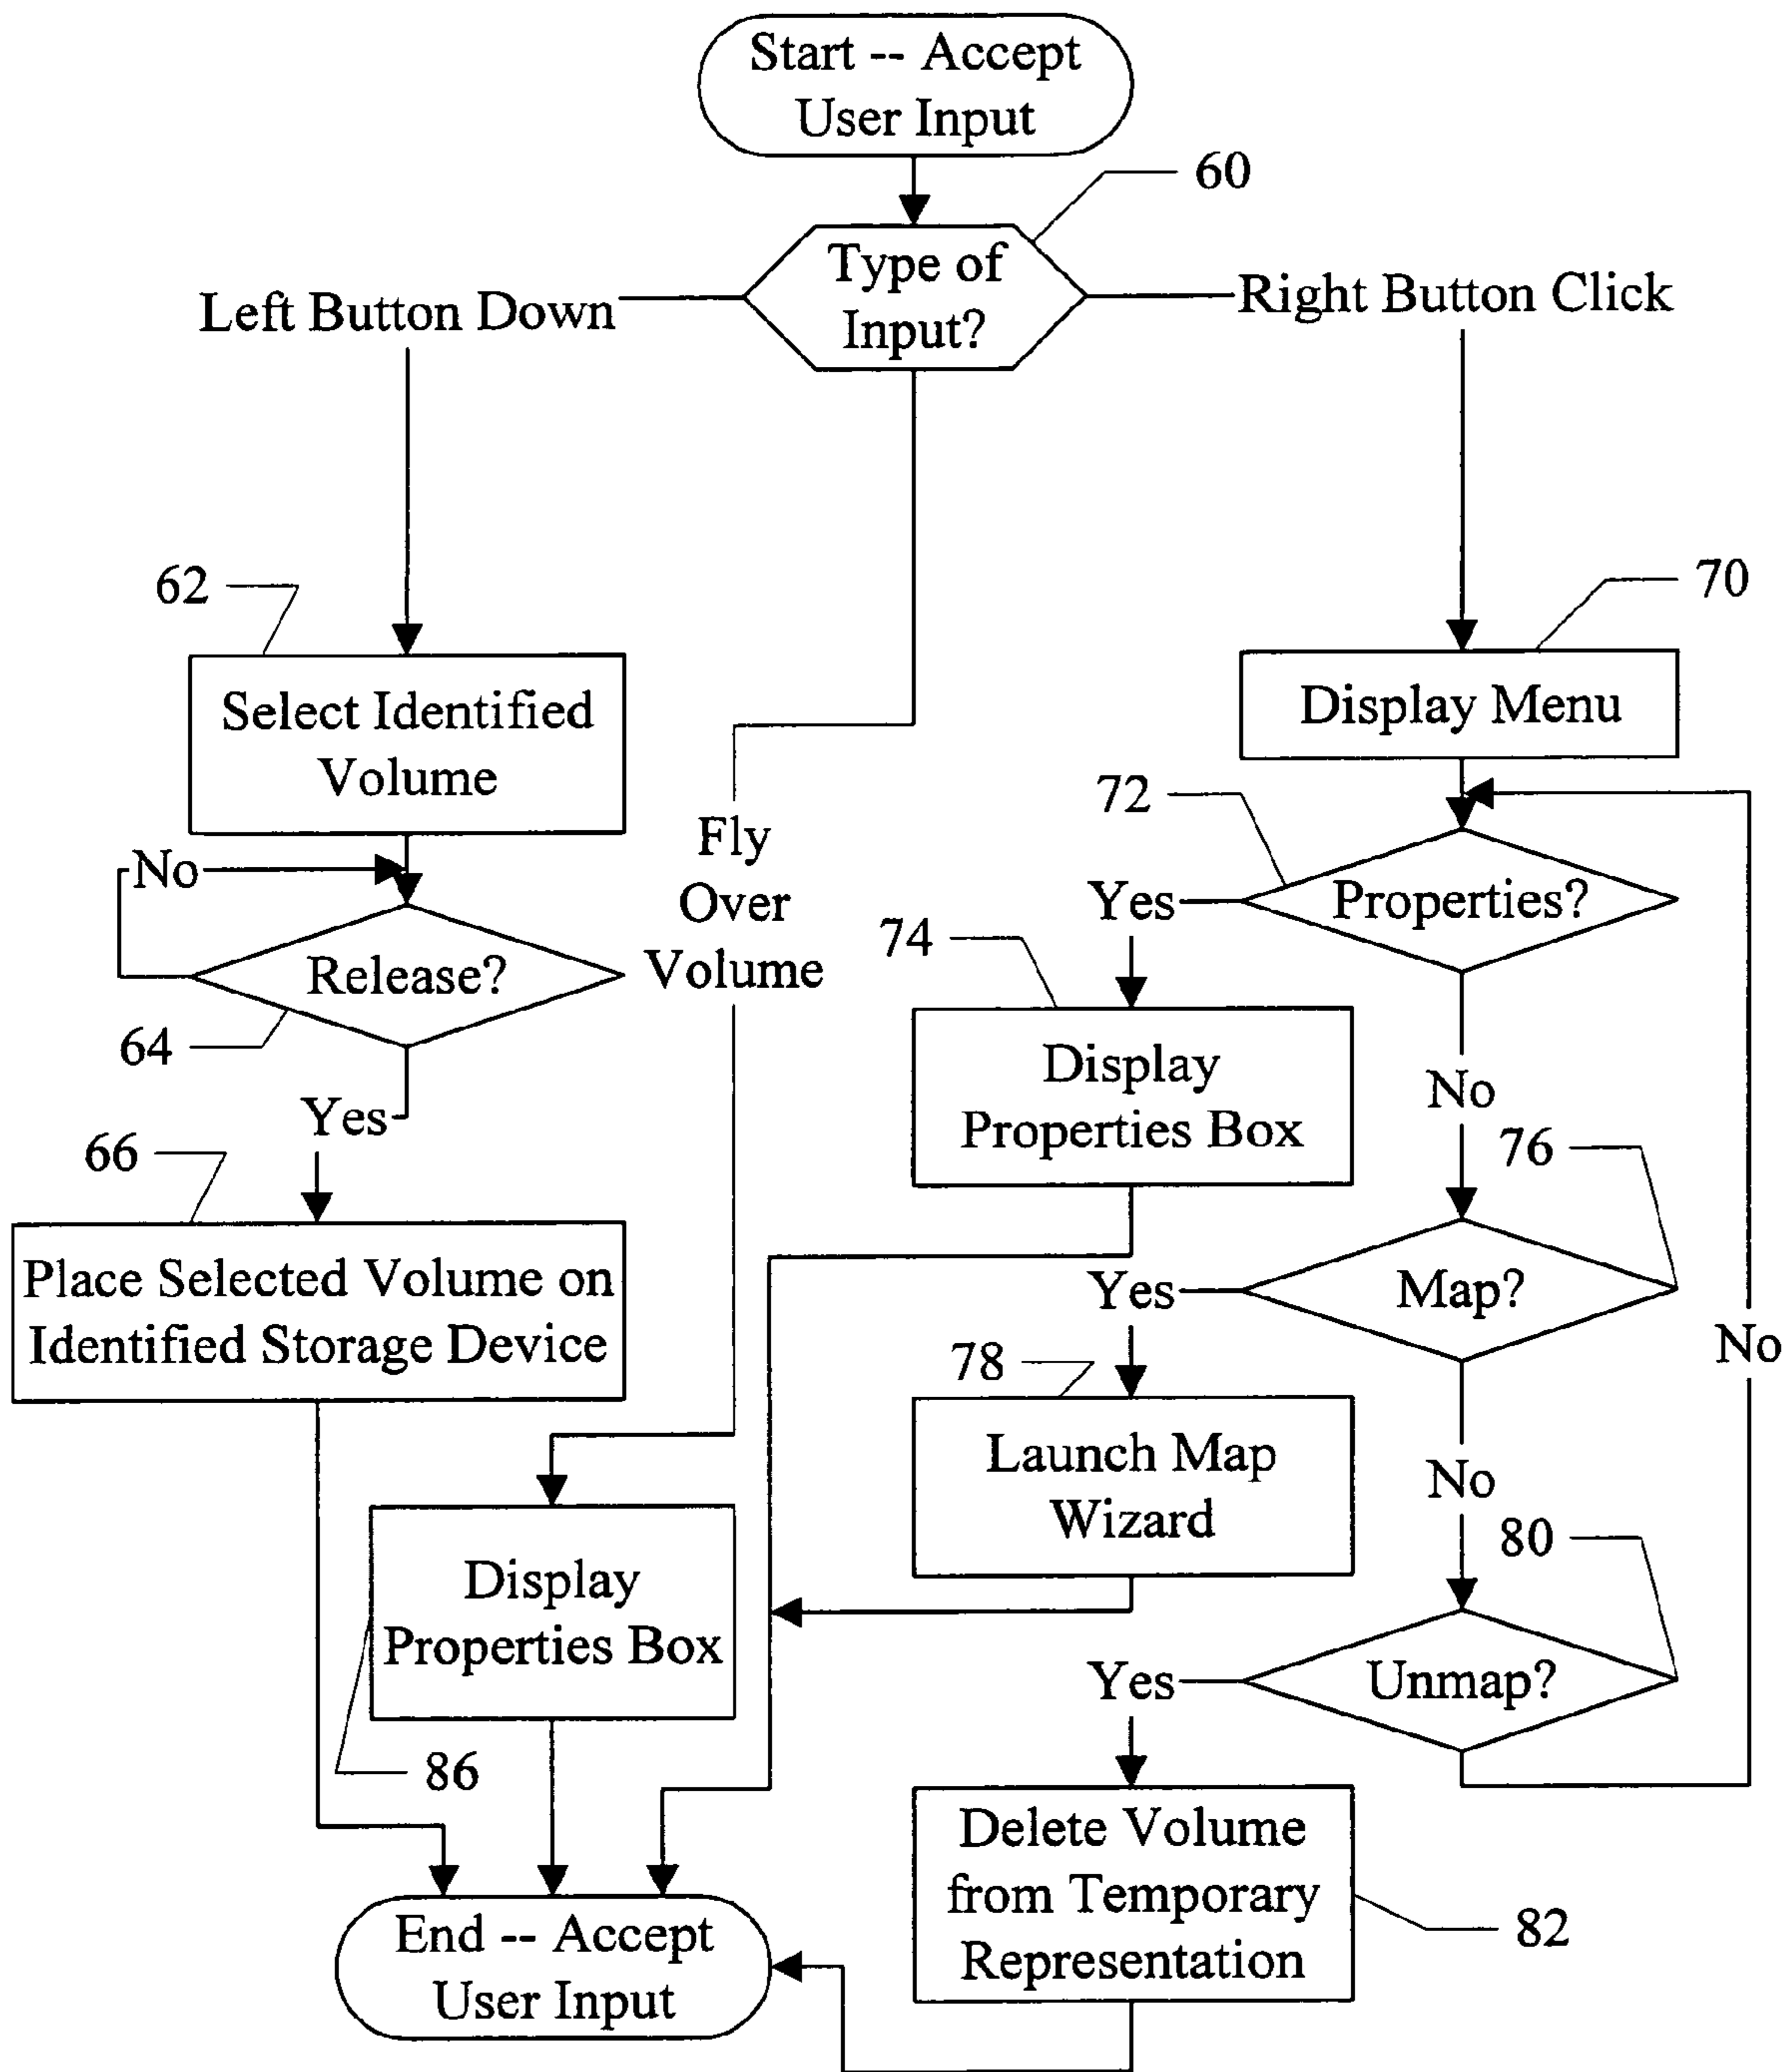 Start -- Accept
User Input
60
Type of
Input?
Left Button Down
Right Button Click
62
70
Select Identified
Volume
Display Menu
72
Fly
Over
Volume
No
Properties?
Yes
74
Release?
64
Display
Properties Box
No
Yes
76
66
Place Selected Volume on
Identified Storage Device
Yes
Map?
No
78
Launch Map
Wizard
No
80
Display
Properties Box
Yes
Unmap?
86
Delete Volume
from Temporary
Representation
82
End -- Accept
User Input